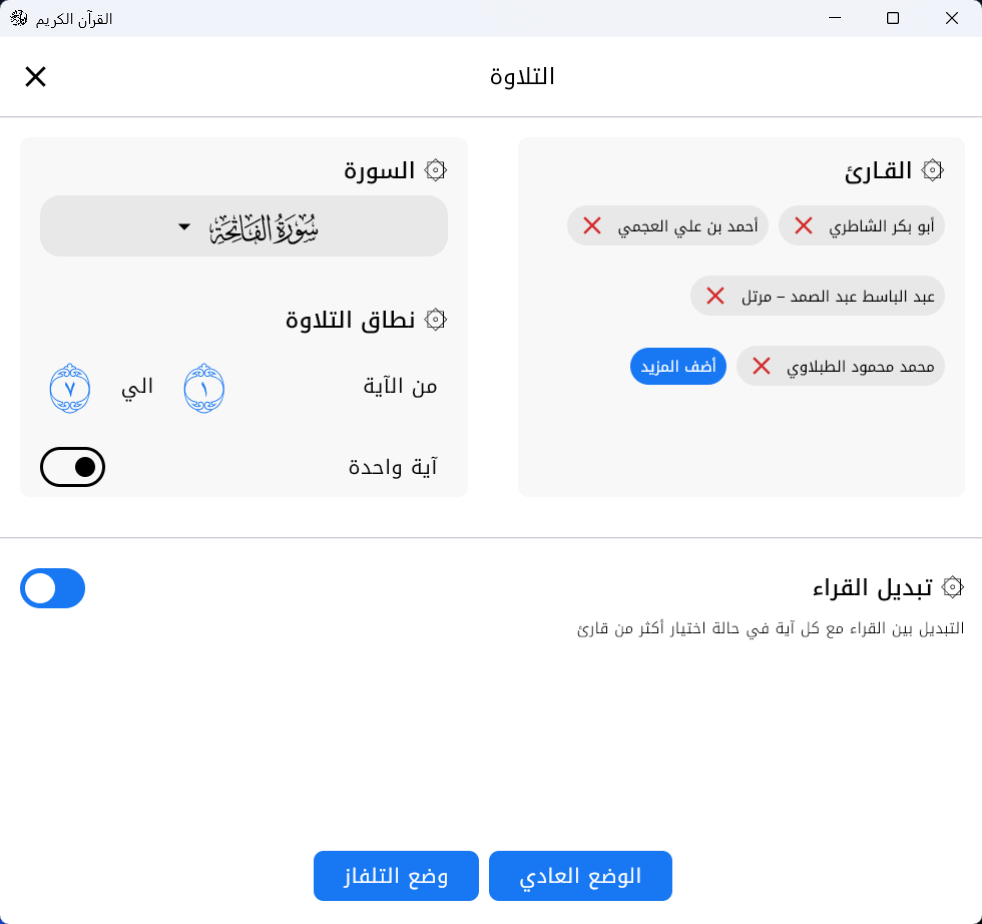 القرآن الكريم
التلاوة
القارئ
أبو بكر الشاطري
أحمد بن علي العجمي
عبد الباسط عبد الصمد – مرتل
محمد محمود الطبلاوي
أضف المزيد
السورة
سُورَةُ الفَاتِحَةِ
نطاق التلاوة
من الآية ١ الي ٧
آية واحدة
تبديل القراء
التبديل بين القراء مع كل آية في حالة اختيار أكثر من قارئ
الوضع العادي
وضع التلفاز